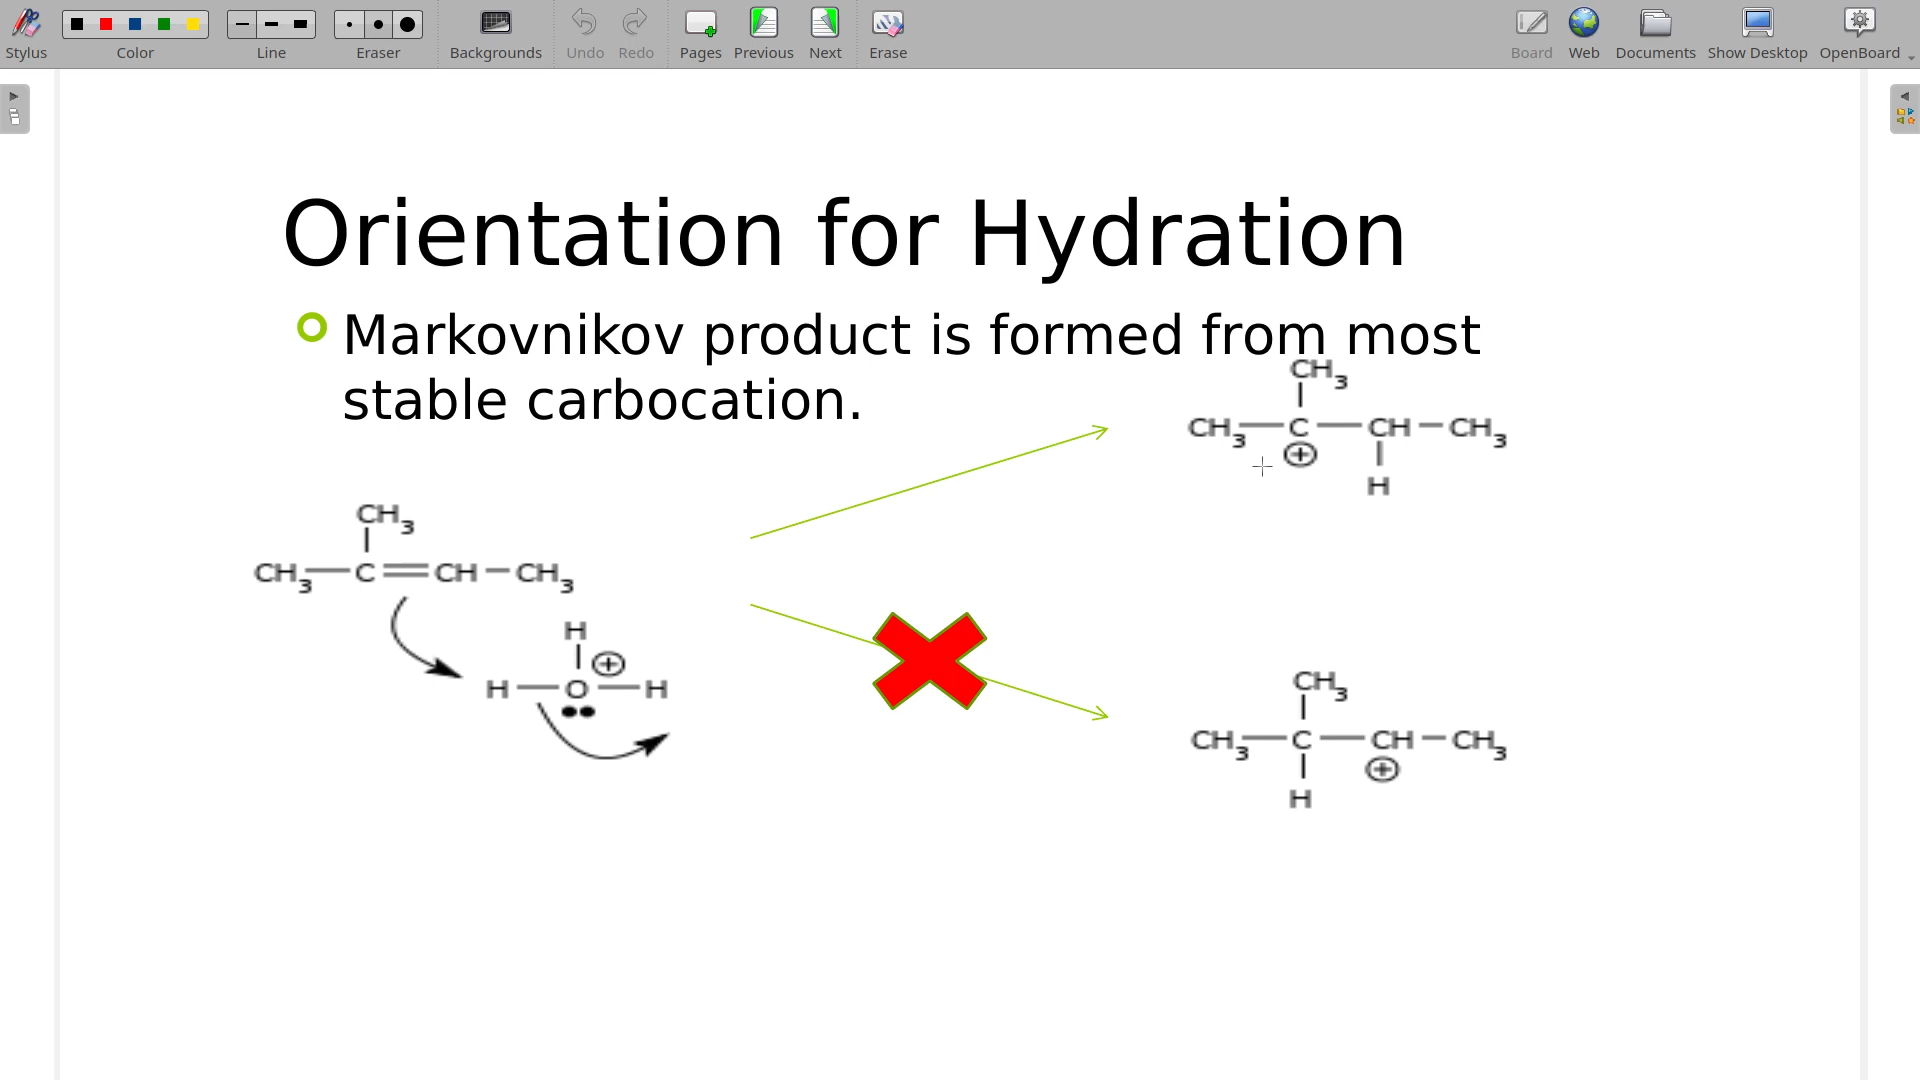 Stylus Color Line Eraser Backgrounds Undo Redo Pages Previous Next Erase Board Web Documents Show Desktop OpenBoard
Orientation for Hydration
Markovnikov product is formed from most
stable carbocation.
CH3
CH3—C—CH—CH3
⊕
H
CH3
CH3—C=CH—CH3
H
⊕
H—O—H
CH3
CH3—C—CH—CH3
⊕
H